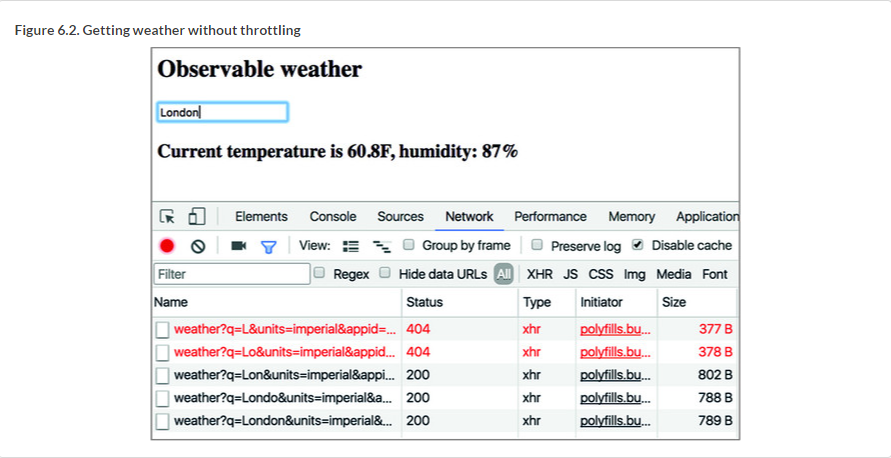 Figure 6.2. Getting weather without throttling
Observable weather
London
Current temperature is 60.8F, humidity: 87%
Elements Console Sources Network Performance Memory Application
View: Group by frame Preserve log Disable cache
Filter Regex Hide data URLs All XHR JS CSS Img Media Font
Name Status Type Initiator Size
weather?q=L&units=imperial&appid=... 404 xhr polyfills.bu... 377 B
weather?q=Lo&units=imperial&appid... 404 xhr polyfills.bu... 378 B
weather?q=Lon&units=imperial&appi... 200 xhr polyfills.bu... 802 B
weather?q=Londo&units=imperial&a... 200 xhr polyfills.bu... 788 B
weather?q=London&units=imperial&... 200 xhr polyfills.bu... 789 B